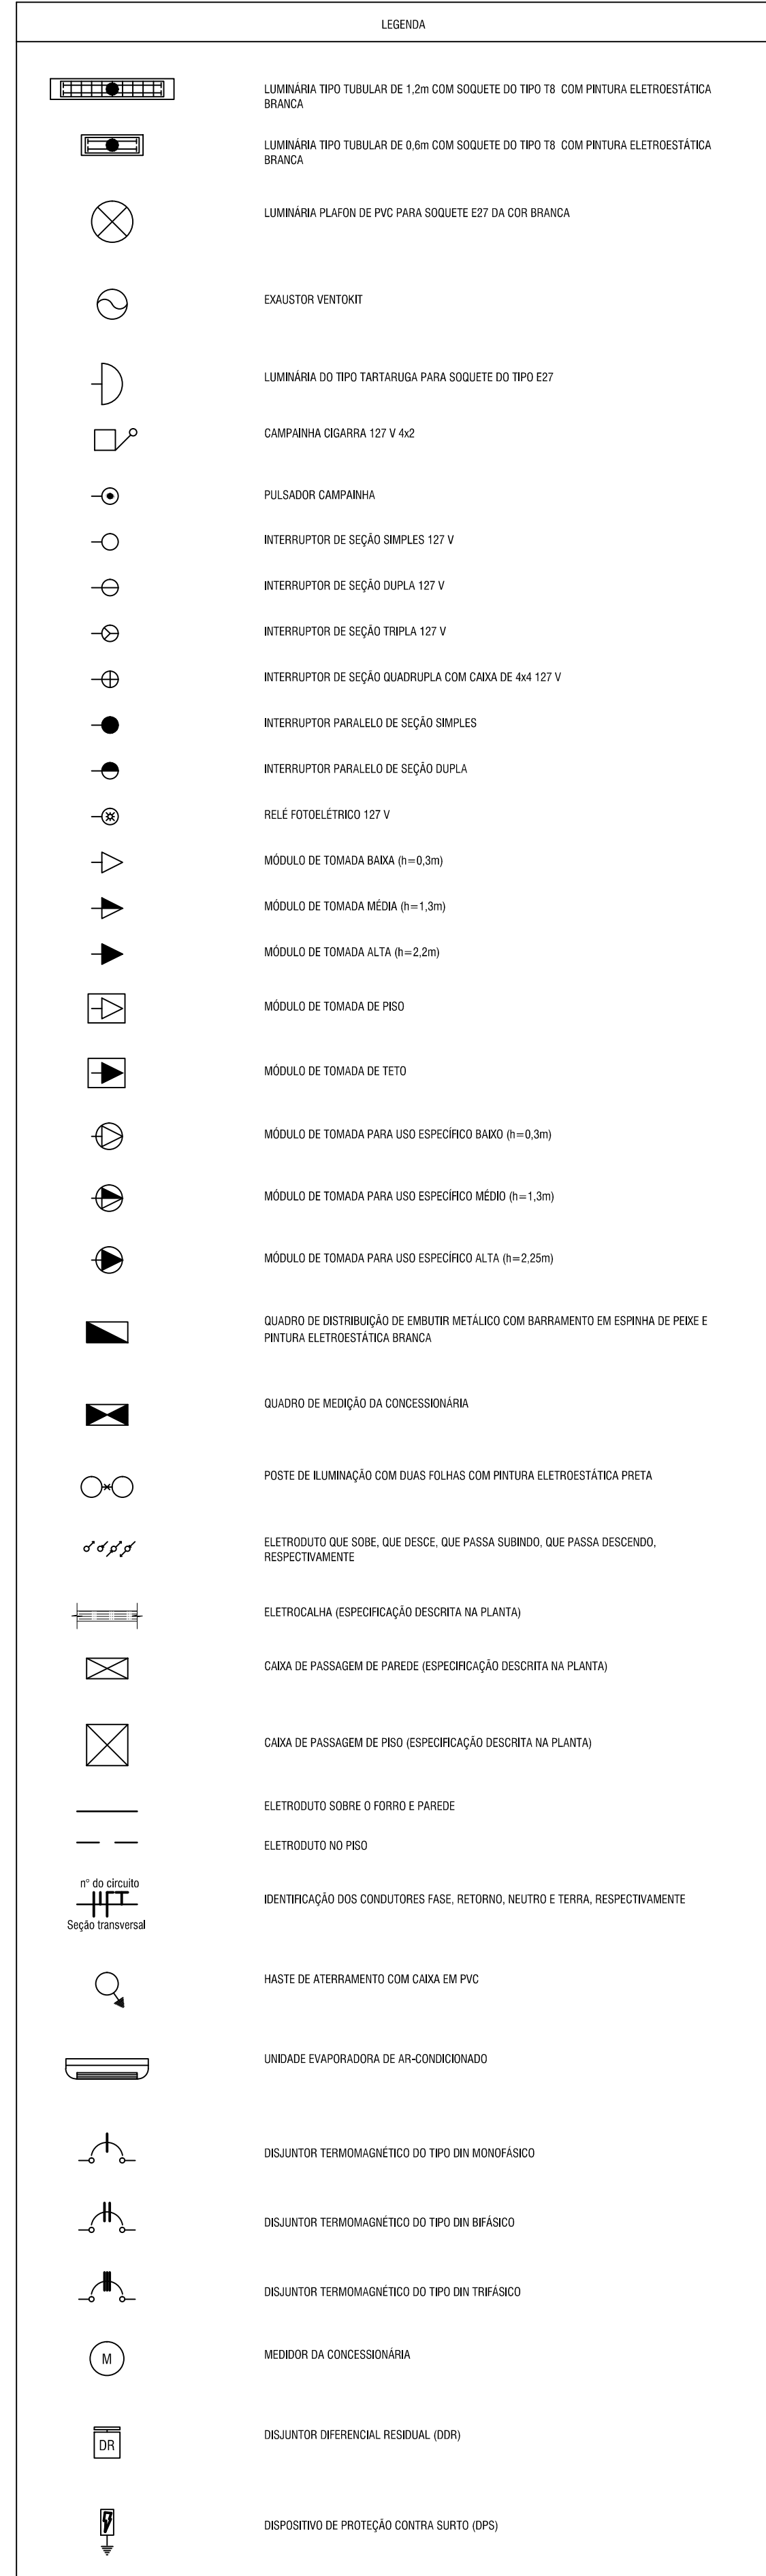 LEGENDA
LUMINÁRIA TIPO TUBULAR DE 1,2m COM SOQUETE DO TIPO T8 COM PINTURA ELETROESTÁTICA
BRANCA
LUMINÁRIA TIPO TUBULAR DE 0,6m COM SOQUETE DO TIPO T8 COM PINTURA ELETROESTÁTICA
BRANCA
LUMINÁRIA PLAFON DE PVC PARA SOQUETE E27 DA COR BRANCA
EXAUSTOR VENTOKIT
LUMINÁRIA DO TIPO TARTARUGA PARA SOQUETE DO TIPO E27
CAMPAINHA CIGARRA 127 V 4x2
PULSADOR CAMPAINHA
INTERRUPTOR DE SEÇÃO SIMPLES 127 V
INTERRUPTOR DE SEÇÃO DUPLA 127 V
INTERRUPTOR DE SEÇÃO TRIPLA 127 V
INTERRUPTOR DE SEÇÃO QUADRUPLA COM CAIXA DE 4x4 127 V
INTERRUPTOR PARALELO DE SEÇÃO SIMPLES
INTERRUPTOR PARALELO DE SEÇÃO DUPLA
RELÉ FOTOELÉTRICO 127 V
MÓDULO DE TOMADA BAIXA (h=0,3m)
MÓDULO DE TOMADA MÉDIA (h=1,3m)
MÓDULO DE TOMADA ALTA (h=2,2m)
MÓDULO DE TOMADA DE PISO
MÓDULO DE TOMADA DE TETO
MÓDULO DE TOMADA PARA USO ESPECÍFICO BAIXO (h=0,3m)
MÓDULO DE TOMADA PARA USO ESPECÍFICO MÉDIO (h=1,3m)
MÓDULO DE TOMADA PARA USO ESPECÍFICO ALTA (h=2,25m)
QUADRO DE DISTRIBUIÇÃO DE EMBUTIR METÁLICO COM BARRAMENTO EM ESPINHA DE PEIXE E
PINTURA ELETROESTÁTICA BRANCA
QUADRO DE MEDIÇÃO DA CONCESSIONÁRIA
POSTE DE ILUMINAÇÃO COM DUAS FOLHAS COM PINTURA ELETROESTÁTICA PRETA
ELETRODUTO QUE SOBE, QUE DESCE, QUE PASSA SUBINDO, QUE PASSA DESCENDO,
RESPECTIVAMENTE
ELETROCALHA (ESPECIFICAÇÃO DESCRITA NA PLANTA)
CAIXA DE PASSAGEM DE PAREDE (ESPECIFICAÇÃO DESCRITA NA PLANTA)
CAIXA DE PASSAGEM DE PISO (ESPECIFICAÇÃO DESCRITA NA PLANTA)
ELETRODUTO SOBRE O FORRO E PAREDE
ELETRODUTO NO PISO
n° do circuito
IDENTIFICAÇÃO DOS CONDUTORES FASE, RETORNO, NEUTRO E TERRA, RESPECTIVAMENTE
Seção transversal
HASTE DE ATERRAMENTO COM CAIXA EM PVC
UNIDADE EVAPORADORA DE AR-CONDICIONADO
DISJUNTOR TERMOMAGNÉTICO DO TIPO DIN MONOFÁSICO
DISJUNTOR TERMOMAGNÉTICO DO TIPO DIN BIFÁSICO
DISJUNTOR TERMOMAGNÉTICO DO TIPO DIN TRIFÁSICO
M
MEDIDOR DA CONCESSIONÁRIA
DR
DISJUNTOR DIFERENCIAL RESIDUAL (DDR)
DISPOSITIVO DE PROTEÇÃO CONTRA SURTO (DPS)